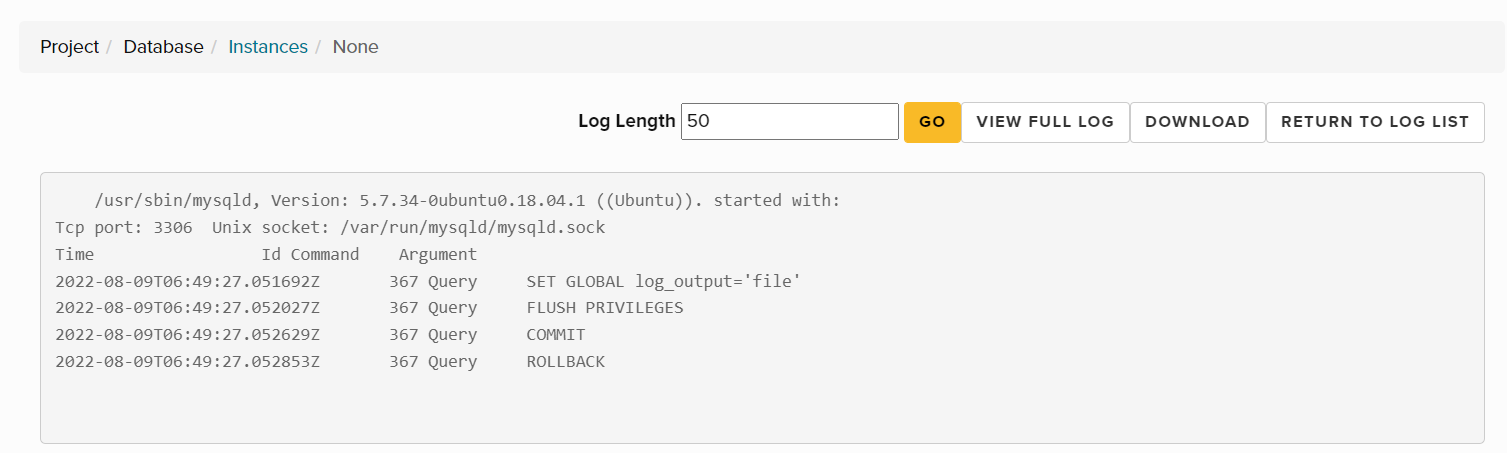 Project / Database / Instances / None
Log Length 50 GO VIEW FULL LOG DOWNLOAD RETURN TO LOG LIST
/usr/sbin/mysqld, Version: 5.7.34-0ubuntu0.18.04.1 ((Ubuntu)). started with:
Tcp port: 3306  Unix socket: /var/run/mysqld/mysqld.sock
Time                 Id Command    Argument
2022-08-09T06:49:27.051692Z       367 Query     SET GLOBAL log_output='file'
2022-08-09T06:49:27.052027Z       367 Query     FLUSH PRIVILEGES
2022-08-09T06:49:27.052629Z       367 Query     COMMIT
2022-08-09T06:49:27.052853Z       367 Query     ROLLBACK